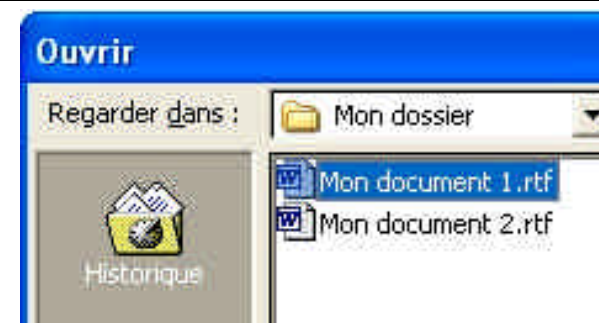 Ouvrir
Regarder dans : Mon dossier
Mon document 1.rtf
Mon document 2.rtf
Historique